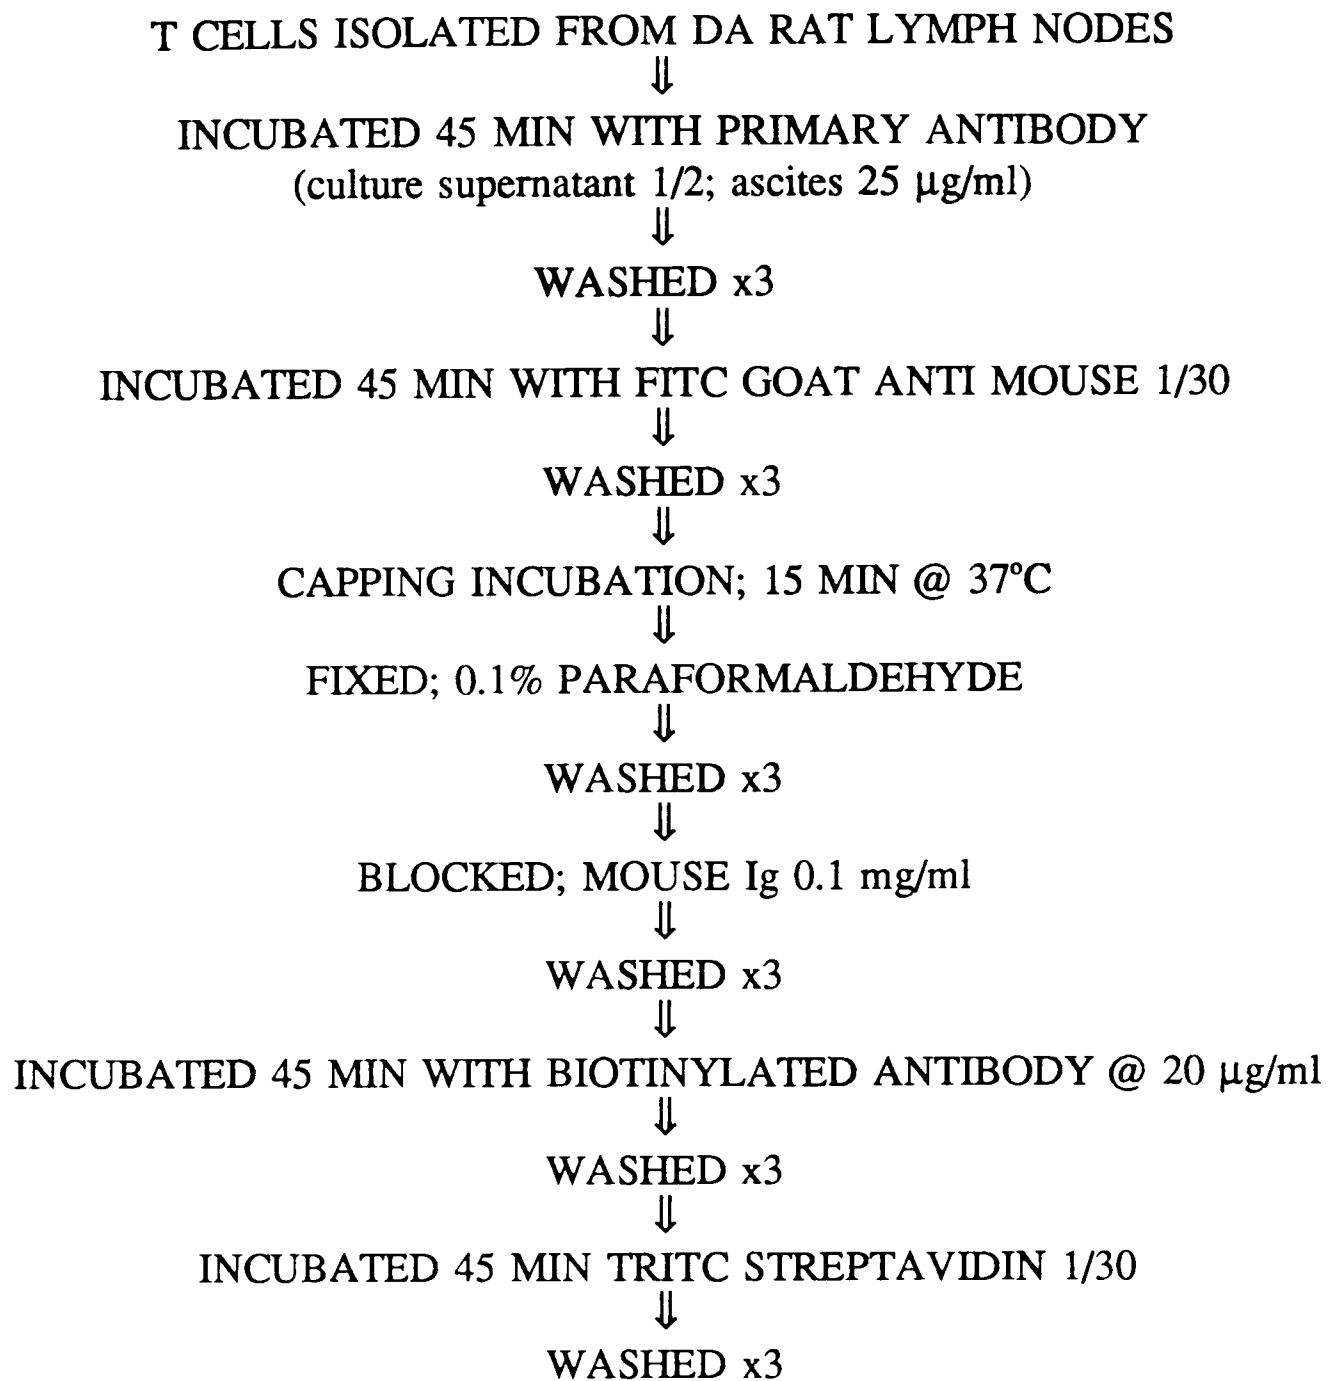 T CELLS ISOLATED FROM DA RAT LYMPH NODES
⇓
INCUBATED 45 MIN WITH PRIMARY ANTIBODY
(culture supernatant 1/2; ascites 25 μg/ml)
⇓
WASHED x3
⇓
INCUBATED 45 MIN WITH FITC GOAT ANTI MOUSE 1/30
⇓
WASHED x3
⇓
CAPPING INCUBATION; 15 MIN @ 37°C
⇓
FIXED; 0.1% PARAFORMALDEHYDE
⇓
WASHED x3
⇓
BLOCKED; MOUSE Ig 0.1 mg/ml
⇓
WASHED x3
⇓
INCUBATED 45 MIN WITH BIOTINYLATED ANTIBODY @ 20 μg/ml
⇓
WASHED x3
⇓
INCUBATED 45 MIN TRITC STREPTAVIDIN 1/30
⇓
WASHED x3